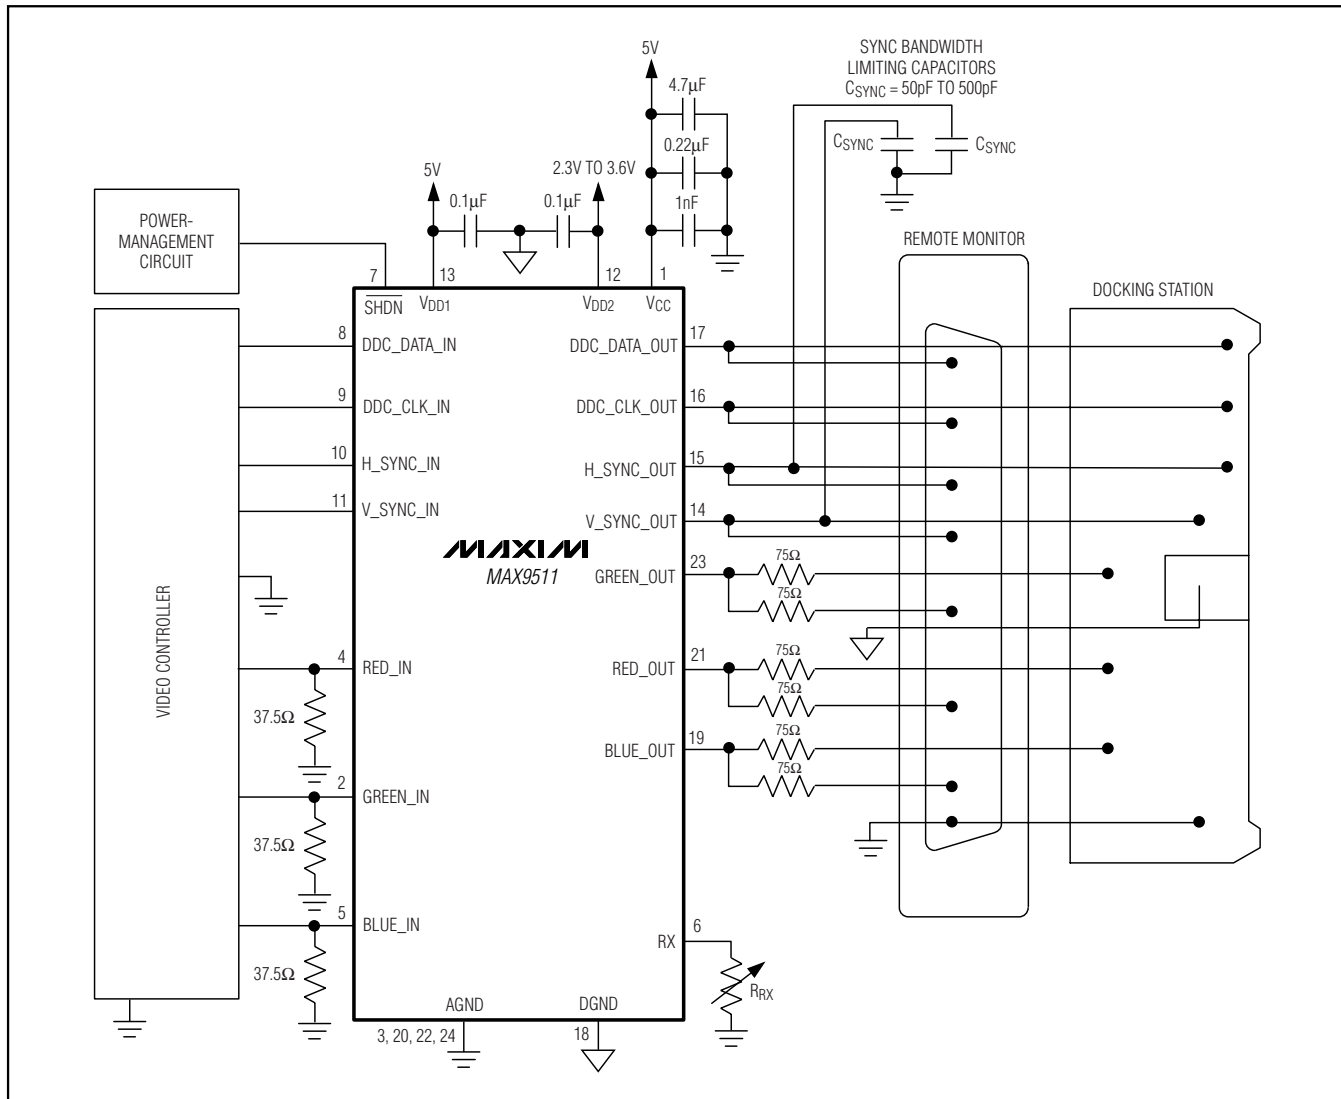 5V
SYNC BANDWIDTH
LIMITING CAPACITORS
CSYNC = 50pF TO 500pF
4.7µF
CSYNC
CSYNC
0.22µF
1nF
5V
2.3V TO 3.6V
0.1µF
0.1µF
POWER-
MANAGEMENT
CIRCUIT
REMOTE MONITOR
DOCKING STATION
7
13
12
1
SHDN
VDD1
VDD2
VCC
8
DDC_DATA_IN
DDC_DATA_OUT
17
9
DDC_CLK_IN
DDC_CLK_OUT
16
10
H_SYNC_IN
H_SYNC_OUT
15
11
V_SYNC_IN
V_SYNC_OUT
14
MAXIM
MAX9511
GREEN_OUT
23
75Ω
75Ω
VIDEO CONTROLLER
4
RED_IN
RED_OUT
21
75Ω
75Ω
37.5Ω
BLUE_OUT
19
75Ω
75Ω
2
GREEN_IN
37.5Ω
5
BLUE_IN
RX
6
37.5Ω
RRX
AGND
DGND
3, 20, 22, 24
18